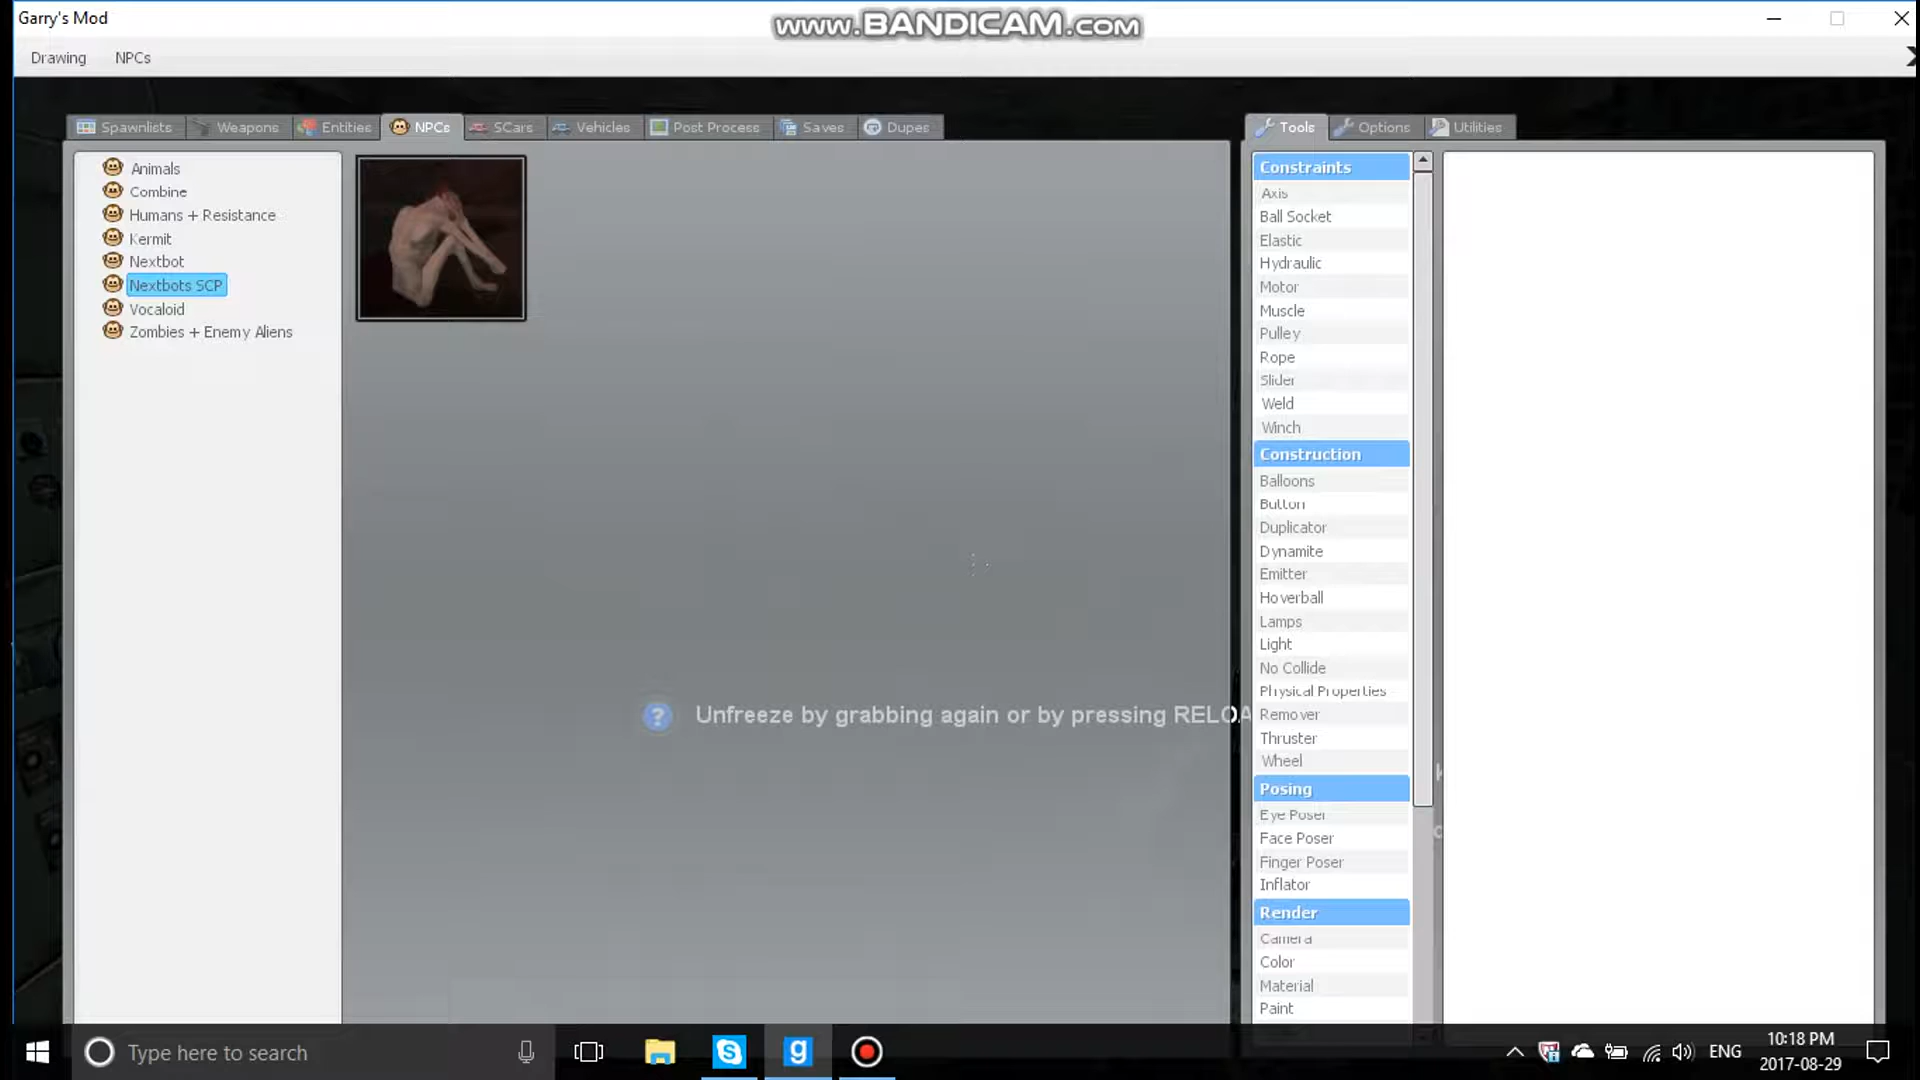 Garry's Mod
www.BANDICAM.com
Drawing NPCs
Spawnlists Weapons Entities NPCs SCars Vehicles Post Process Saves Dupes
Tools Options Utilities
Animals
Combine
Humans + Resistance
Kermit
Nextbot
Nextbots SCP
Vocaloid
Zombies + Enemy Aliens
Unfreeze by grabbing again or by pressing RELOA
Constraints
Axis
Ball Socket
Elastic
Hydraulic
Motor
Muscle
Pulley
Rope
Slider
Weld
Winch
Construction
Balloons
Button
Duplicator
Dynamite
Emitter
Hoverball
Lamps
Light
No Collide
Physical Properties
Remover
Thruster
Wheel
Posing
Eye Poser
Face Poser
Finger Poser
Inflator
Render
Camera
Color
Material
Paint
Type here to search
ENG
10:18 PM
2017-08-29